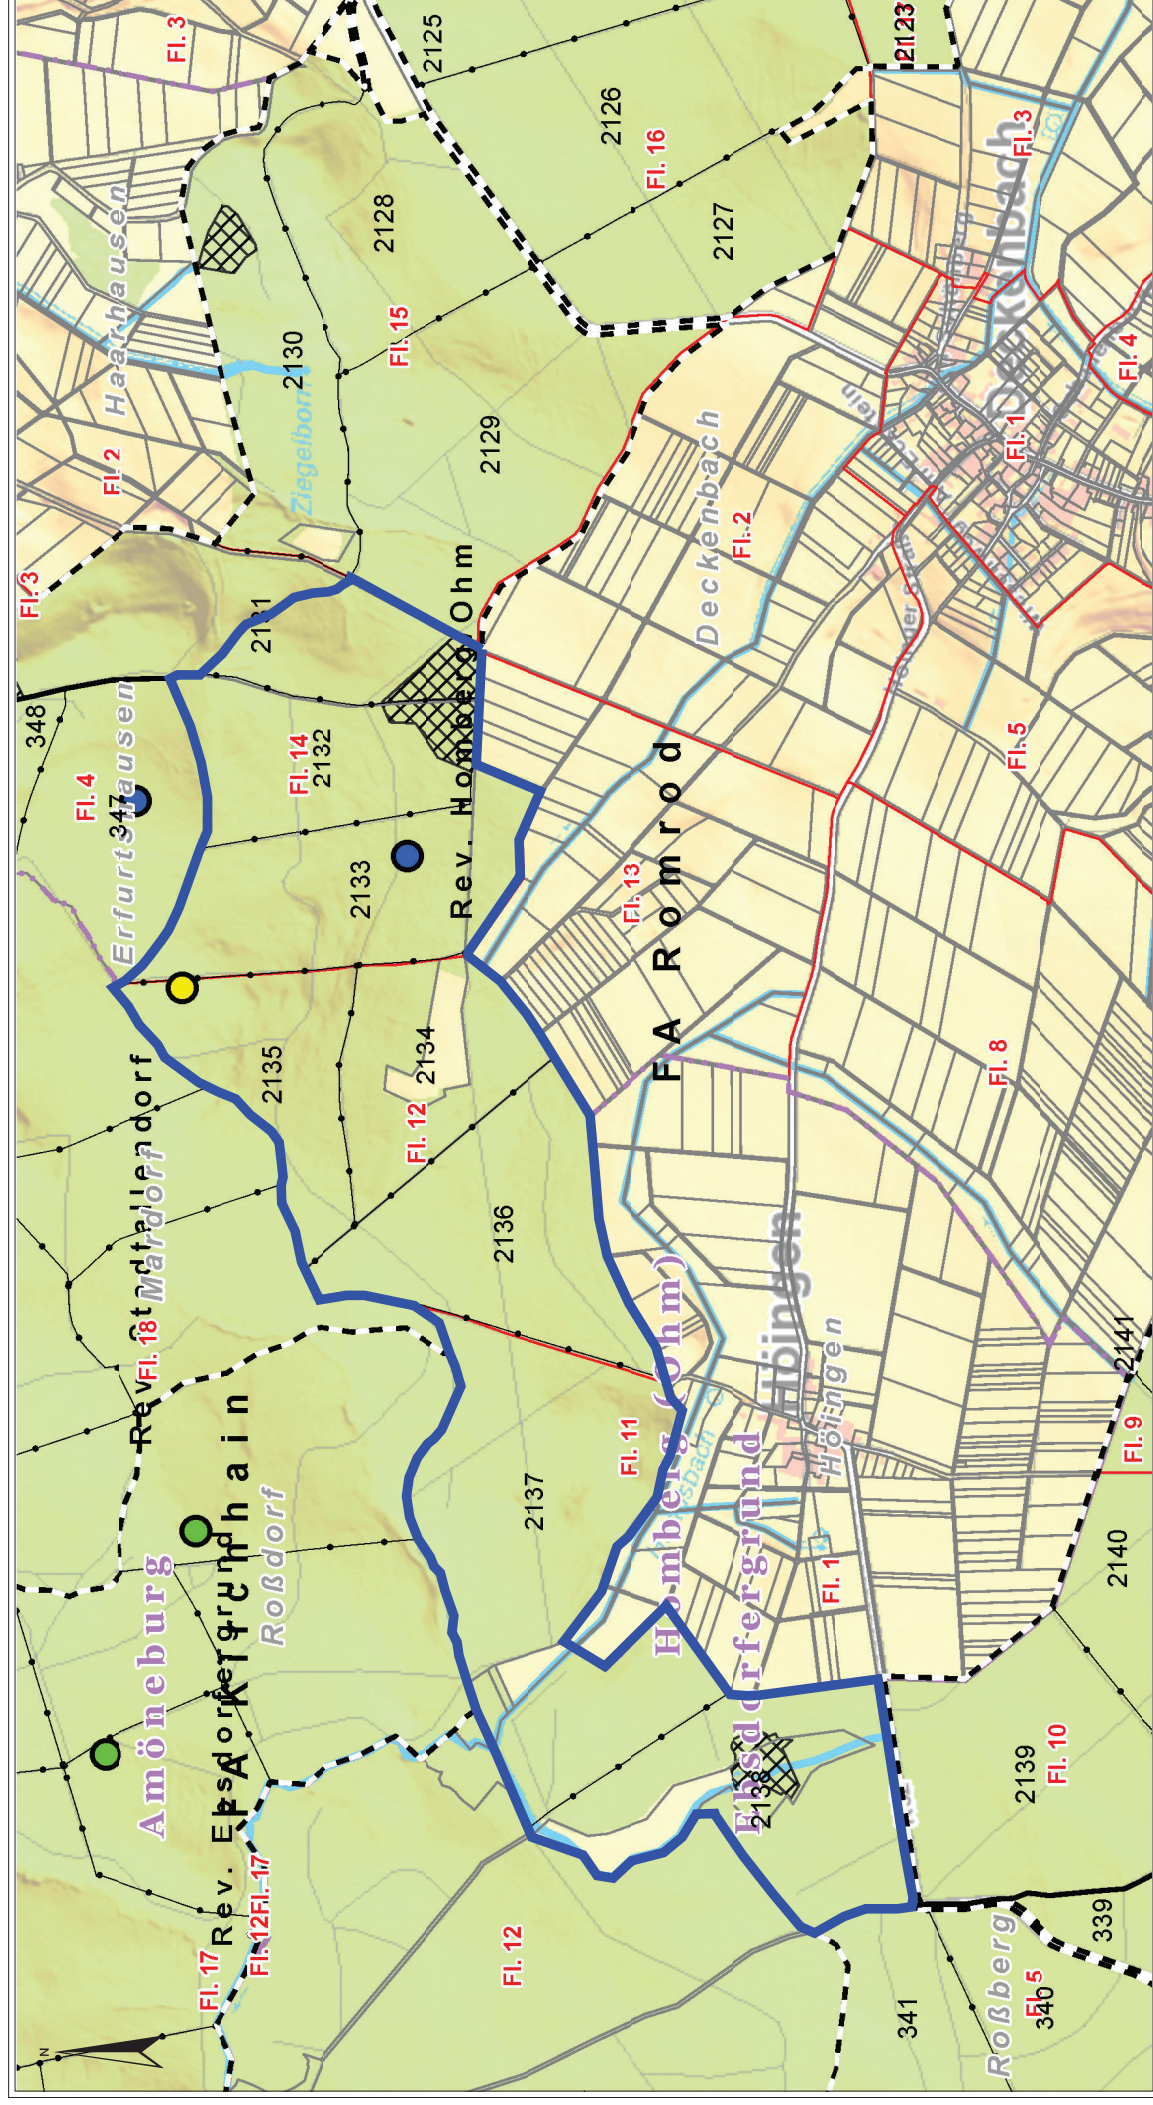 Fl. 3
2125
2123
Haarhausen
2126
Fl. 16
Fl. 3
2128
2127
Fl. 15
2130
Ziegelborn
Fl. 2
2129
Deckenbach
Fl. 4
Fl. 1
Deckenbach
Fl. 2
Fl. 3
2131
Rev. Homberg/Ohm
348
Erfurtshausen
Fl. 4
347
Fl. 14
2132
2133
FA Romrod
Fl. 5
Fl. 13
Rev. Stadtallendorf
Mardorf
Fl. 18
2135
2134
Fl. 12
Fl. 8
2136
Homberg (Ohm)
Höingen
Höingen
2141
Fl. 9
Fl. 11
2137
FA Kirchhain
Roßdorf
Amöneburg
Rev. Ebsdorfergrund
Ebsdorfergrund
Fl. 1
2140
2138
2139
Fl. 10
Fl. 17
Fl. 12
Fl. 17
Fl. 12
Roßberg
339
Fl. 5
340
341
N